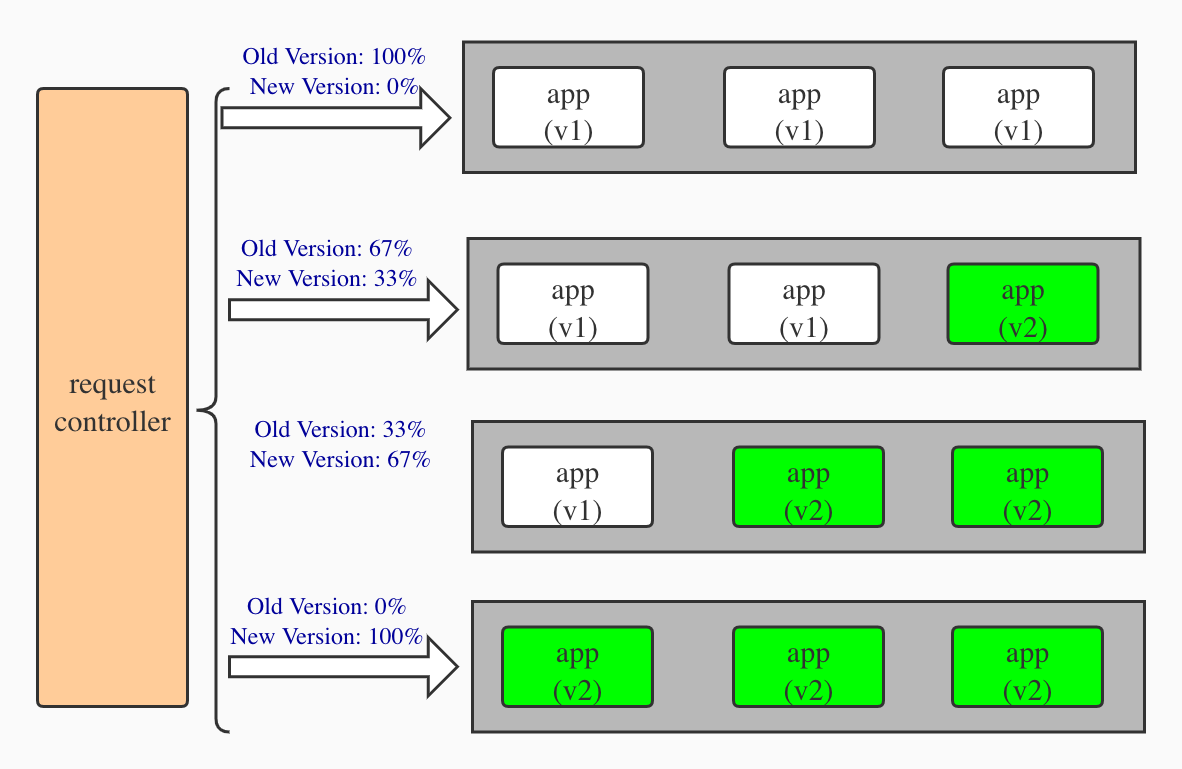 Old Version: 100%
New Version: 0%
app
(v1)
app
(v1)
app
(v1)
Old Version: 67%
New Version: 33%
app
(v1)
app
(v1)
app
(v2)
request
controller
Old Version: 33%
New Version: 67%
app
(v1)
app
(v2)
app
(v2)
Old Version: 0%
New Version: 100%
app
(v2)
app
(v2)
app
(v2)